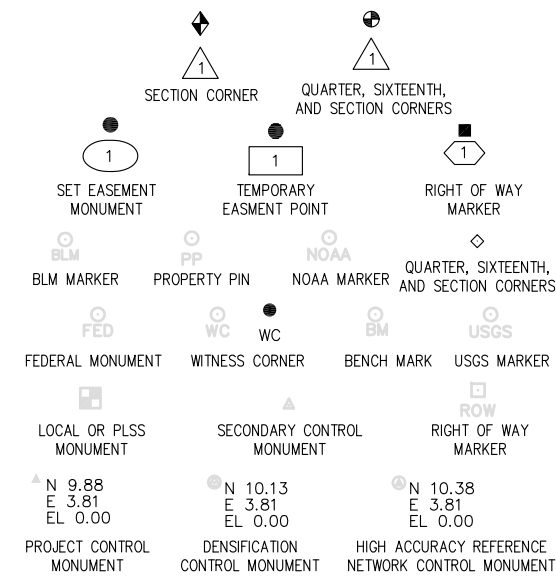 1
1
SECTION CORNER
QUARTER, SIXTEENTH,
AND SECTION CORNERS
1
1
1
SET EASEMENT
MONUMENT
TEMPORARY
EASMENT POINT
RIGHT OF WAY
MARKER
BLM
PP
NOAA
BLM MARKER
PROPERTY PIN
NOAA MARKER
QUARTER, SIXTEENTH,
AND SECTION CORNERS
FED
WC
WC
BM
USGS
FEDERAL MONUMENT
WITNESS CORNER
BENCH MARK
USGS MARKER
ROW
LOCAL OR PLSS
MONUMENT
SECONDARY CONTROL
MONUMENT
RIGHT OF WAY
MARKER
N 9.88
E 3.81
EL 0.00
N 10.13
E 3.81
EL 0.00
N 10.38
E 3.81
EL 0.00
PROJECT CONTROL
MONUMENT
DENSIFICATION
CONTROL MONUMENT
HIGH ACCURACY REFERENCE
NETWORK CONTROL MONUMENT